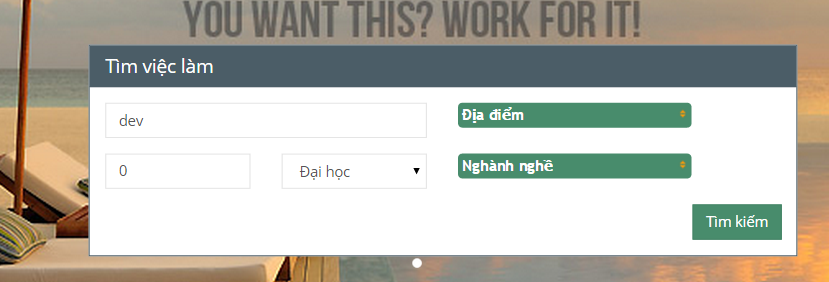 YOU WANT THIS? WORK FOR IT!
Tìm việc làm
dev
Địa điểm
0
Đại học
Nghành nghề
Tìm kiếm